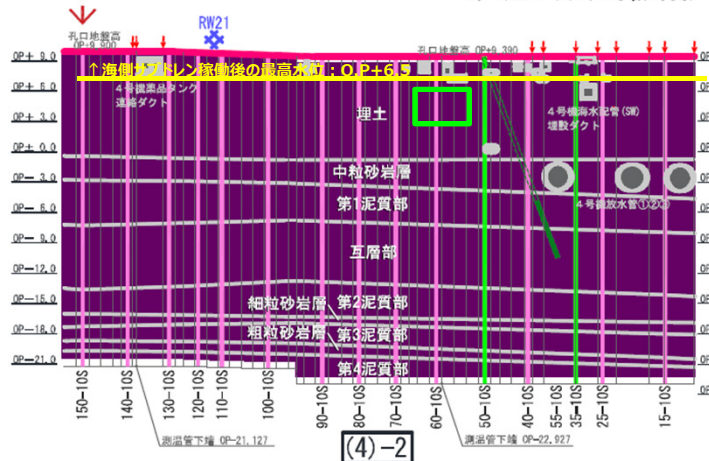 RW21
孔口地盤高
OP+9.900
孔口地盤高 OP+9.390
OP+ 9.0
↑海側サブドレン稼働後の最高水位：O.P+6.5
OP+ 6.0
4号機薬品タンク
連絡ダクト
OP+ 3.0
埋土
4号機海水配管(SW)
埋設ダクト
OP± 0.0
中粒砂岩層
OP− 3.0
第1泥質部
4号機放水管①②③
OP− 6.0
OP− 9.0
互層部
OP−12.0
OP−15.0
細粒砂岩層
第2泥質部
OP−18.0
粗粒砂岩層
第3泥質部
OP−21.0
第4泥質部
150-10S
140-10S
130-10S
120-10S
110-10S
100-10S
90-10S
80-10S
70-10S
60-10S
50-10S
40-10S
55-10S
35-10S
25-10S
15-10S
測温管下端 OP-21.127
測温管下端 OP-22.927
(4)-2